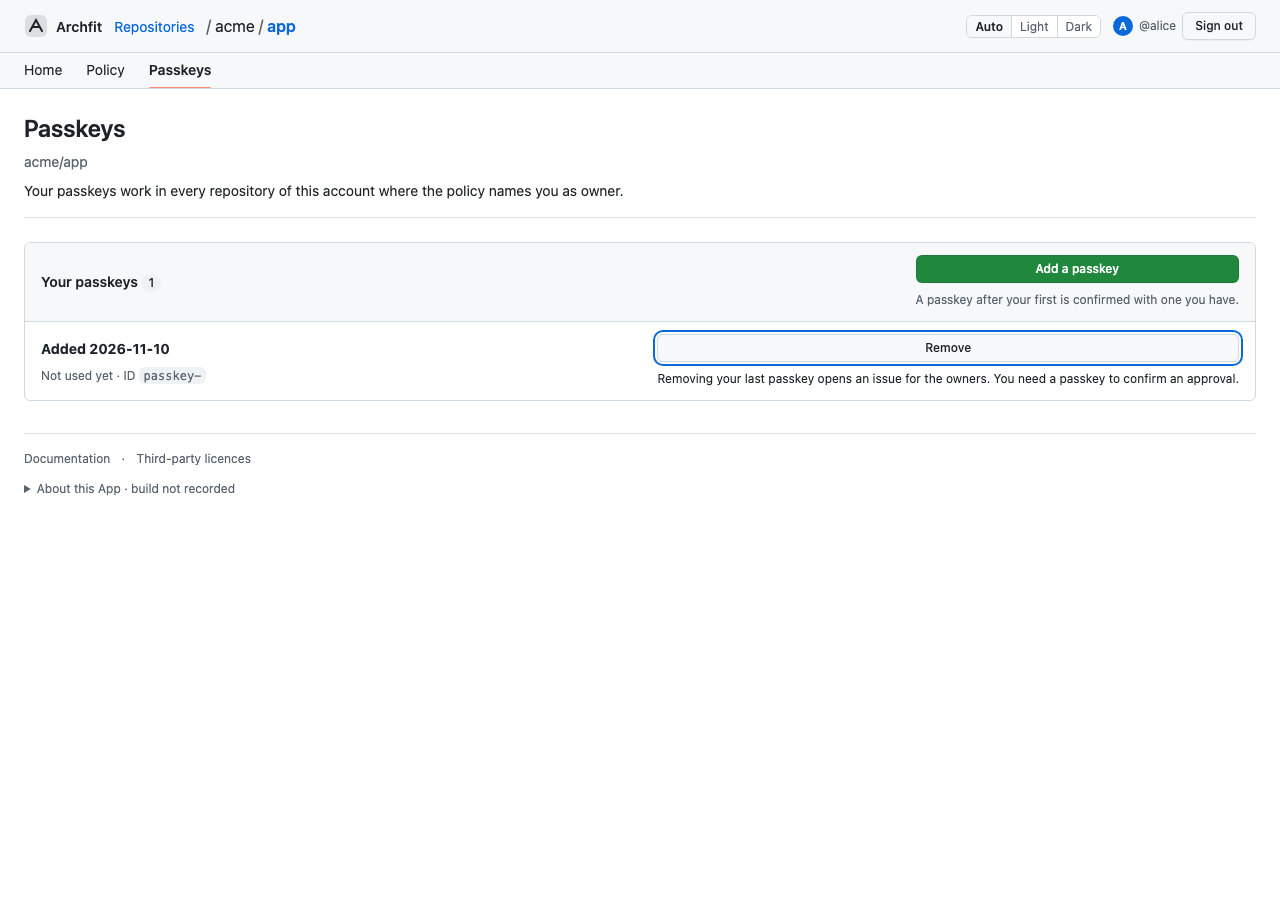 Archfit Repositories / acme / app
Auto Light Dark A @alice Sign out
Home Policy Passkeys
Passkeys
acme/app
Your passkeys work in every repository of this account where the policy names you as owner.
Your passkeys 1
Add a passkey
A passkey after your first is confirmed with one you have.
Added 2026-11-10
Not used yet · ID passkey-
Remove
Removing your last passkey opens an issue for the owners. You need a passkey to confirm an approval.
Documentation · Third-party licences
About this App · build not recorded